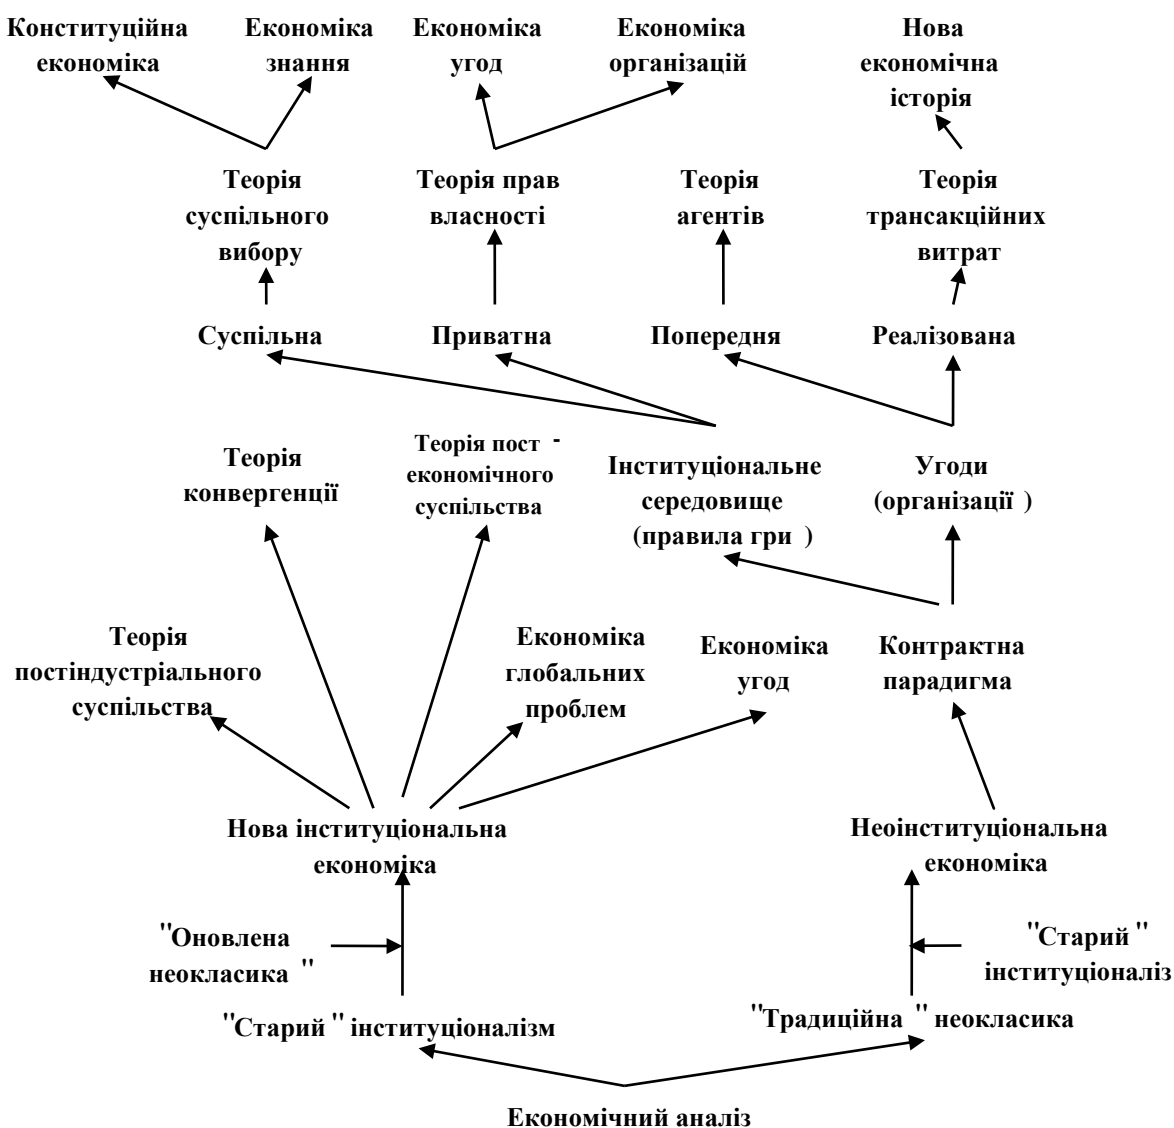 Конституційна
економіка
Економіка
знання
Економіка
угод
Економіка
організацій
Нова
економічна
історія
Теорія
суспільного
вибору
Теорія прав
власності
Теорія
агентів
Теорія
трансакційних
витрат
Суспільна
Приватна
Попередня
Реалізована
Теорія
конвергенції
Теорія пост -
економічного
суспільства
Інституціональне
середовище
(правила гри )
Угоди
(організації )
Теорія
постіндустріального
суспільства
Економіка
глобальних
проблем
Економіка
угод
Контрактна
парадигма
Нова інституціональна
економіка
Неоінституціональна
економіка
"Оновлена
неокласика "
"Старий "
інституціоналіз
"Старий " інституціоналізм
"Традиційна " неокласика
Економічний аналіз